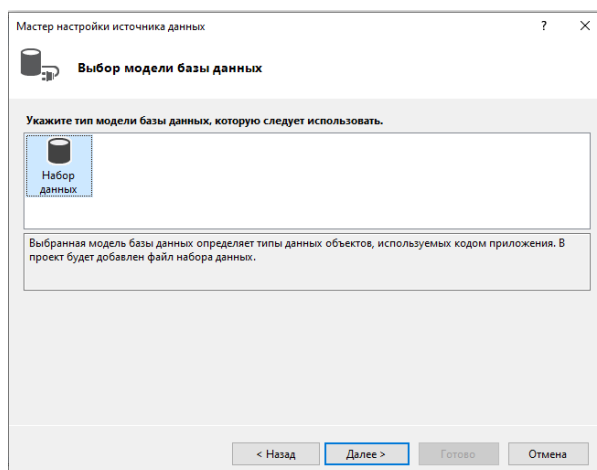 Мастер настройки источника данных
?
Выбор модели базы данных
Укажите тип модели базы данных, которую следует использовать.
Набор
данных
Выбранная модель базы данных определяет типы данных объектов, используемых кодом приложения. В
проект будет добавлен файл набора данных.
< Назад Далее > Готово Отмена